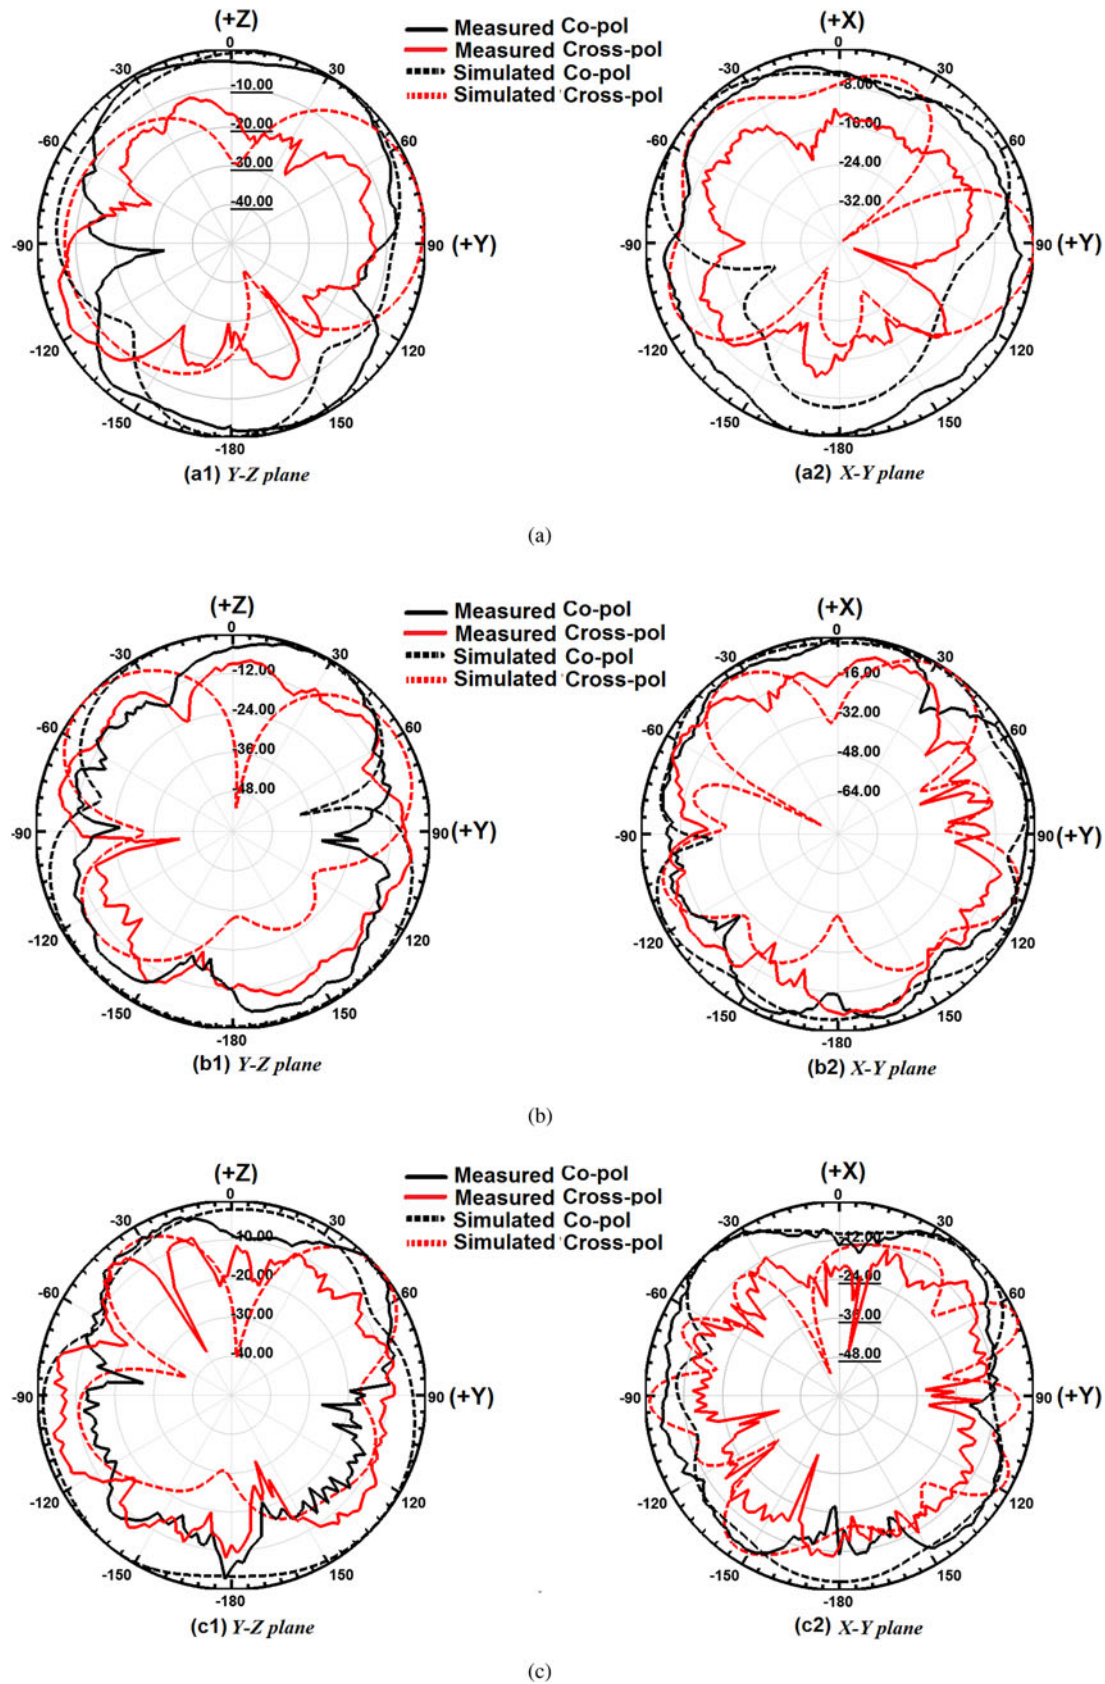 (+Z)
Measured Co-pol
Measured Cross-pol
Simulated Co-pol
Simulated Cross-pol
(+X)
0
-30
30
-10.00
-20.00
-30.00
-40.00
-60
60
-90
90 (+Y)
-120
120
-150
150
-180
(a1) Y-Z plane
0
-30
30
-8.00
-16.00
-24.00
-32.00
-60
60
-90
90 (+Y)
-120
120
-150
150
-180
(a2) X-Y plane
(a)
(+Z)
Measured Co-pol
Measured Cross-pol
Simulated Co-pol
Simulated Cross-pol
(+X)
0
-30
30
-12.00
-24.00
-36.00
-48.00
-60
60
-90
90 (+Y)
-120
120
-150
150
-180
(b1) Y-Z plane
0
-30
30
-16.00
-32.00
-48.00
-64.00
-60
60
-90
90 (+Y)
-120
120
-150
150
-180
(b2) X-Y plane
(b)
(+Z)
Measured Co-pol
Measured Cross-pol
Simulated Co-pol
Simulated Cross-pol
(+X)
0
-30
30
-10.00
-20.00
-30.00
-40.00
-60
60
-90
90 (+Y)
-120
120
-150
150
-180
(c1) Y-Z plane
0
-30
30
-12.00
-24.00
-36.00
-48.00
-60
60
-90
90 (+Y)
-120
120
-150
150
-180
(c2) X-Y plane
(c)